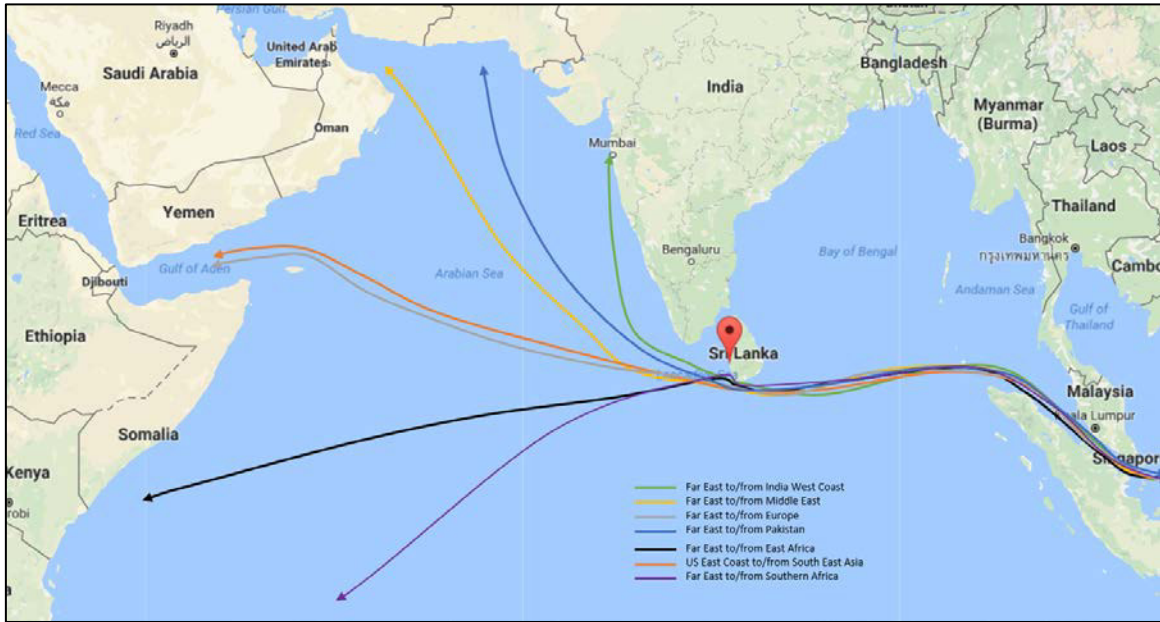 Persian Gulf
Riyadh
الرياض
Saudi Arabia
United Arab
Emirates
Mecca
مكة
Oman
Red Sea
Yemen
Eritrea
Gulf of Aden
Djibouti
Ethiopia
Somalia
Kenya
robi
Arabian Sea
India
Mumbai
Bengaluru
Sri Lanka
Bangladesh
Myanmar
(Burma)
Laos
Thailand
Bangkok
กรุงเทพมหานคร
Cambo
Bay of Bengal
Andaman Sea
Gulf of
Thailand
Malaysia
ala Lumpur
Singapor
Far East to/from India West Coast
Far East to/from Middle East
Far East to/from Europe
Far East to/from Pakistan
Far East to/from East Africa
US East Coast to/from South East Asia
Far East to/from Southern Africa